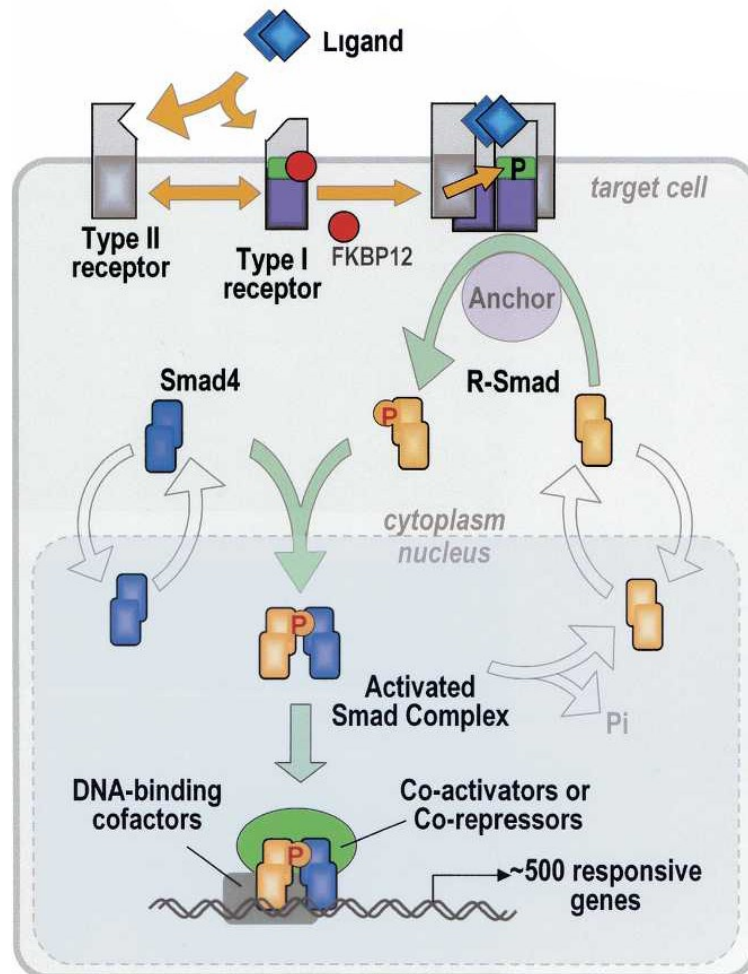 Ligand
P
target cell
Type II
receptor
Type I
receptor
FKBP12
Anchor
Smad4
R-Smad
P
cytoplasm
nucleus
P
Activated
Smad Complex
Pi
DNA-binding
cofactors
Co-activators or
Co-repressors
P
~500 responsive
genes